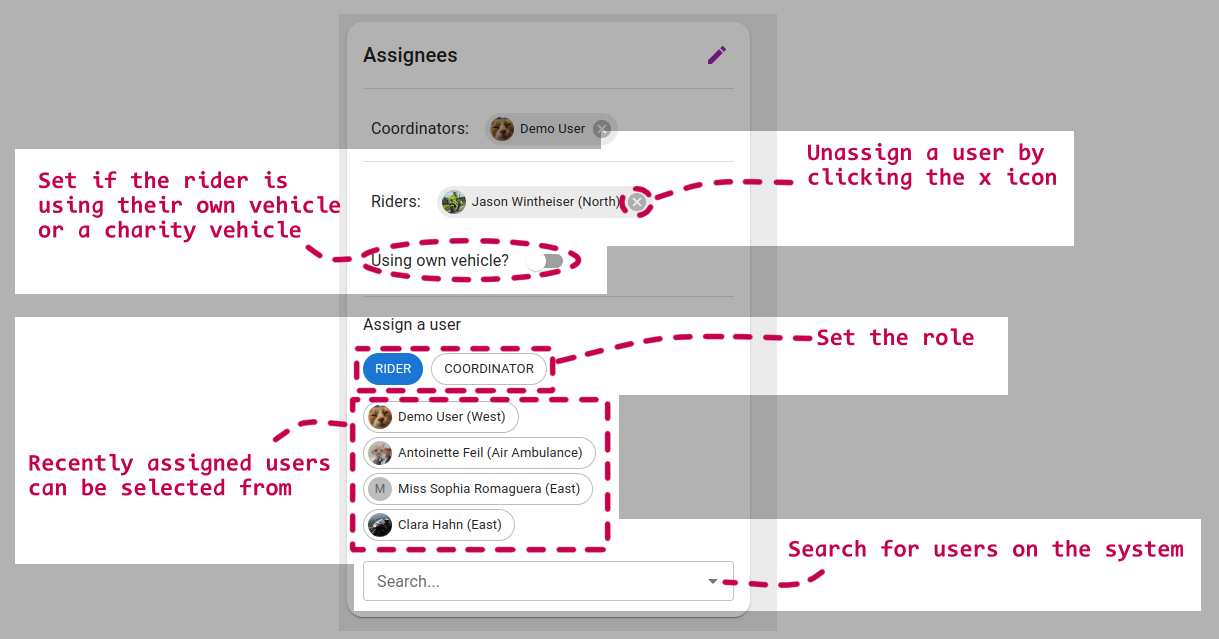 Assignees
Coordinators: Demo User
Unassign a user by
clicking the x icon
Set if the rider is
using their own vehicle
or a charity vehicle
Riders: Jason Wintheiser (North)
Using own vehicle?
Assign a user
Set the role
RIDER COORDINATOR
Demo User (West)
Antoinette Feil (Air Ambulance)
M Miss Sophia Romaguera (East)
Clara Hahn (East)
Recently assigned users
can be selected from
Search for users on the system
Search...